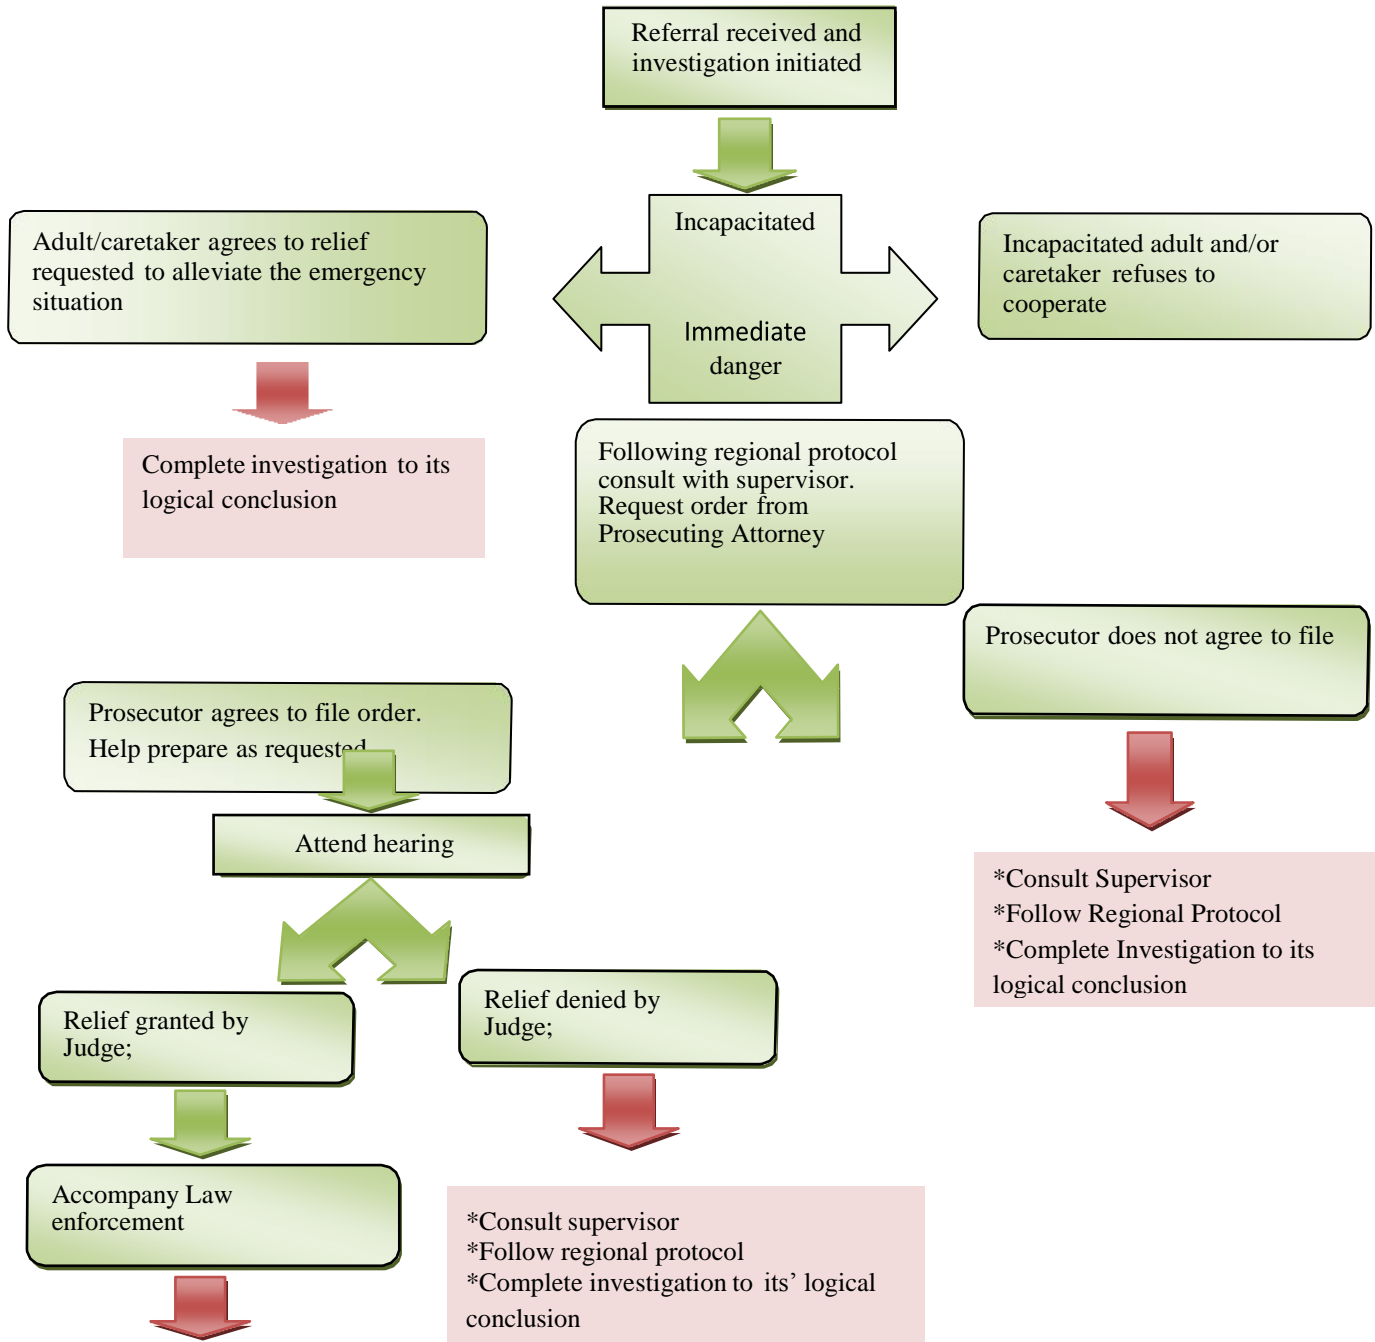 Referral received and
investigation initiated
Adult/caretaker agrees to relief
requested to alleviate the emergency
situation
Incapacitated
Immediate
danger
Incapacitated adult and/or
caretaker refuses to
cooperate
Complete investigation to its
logical conclusion
Following regional protocol
consult with supervisor.
Request order from
Prosecuting Attorney
Prosecutor does not agree to file
Prosecutor agrees to file order.
Help prepare as requested
Attend hearing
*Consult Supervisor
*Follow Regional Protocol
*Complete Investigation to its
logical conclusion
Relief granted by
Judge;
Relief denied by
Judge;
Accompany Law
enforcement
*Consult supervisor
*Follow regional protocol
*Complete investigation to its’ logical
conclusion